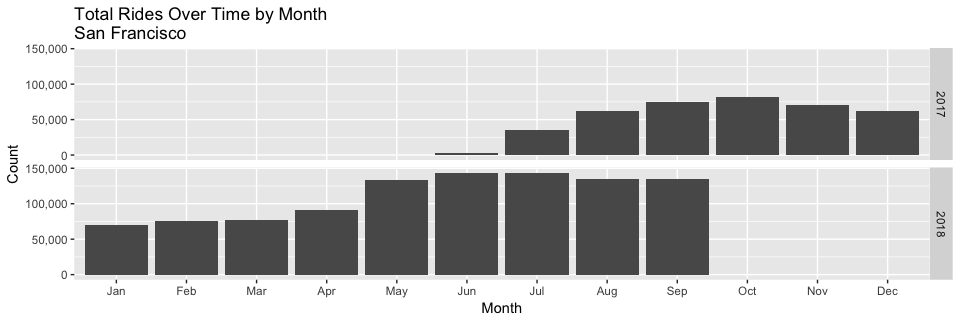 Total Rides Over Time by Month
San Francisco
Count
150,000
100,000
50,000
0
2017
150,000
100,000
50,000
0
2018
Jan Feb Mar Apr May Jun Jul Aug Sep Oct Nov Dec
Month